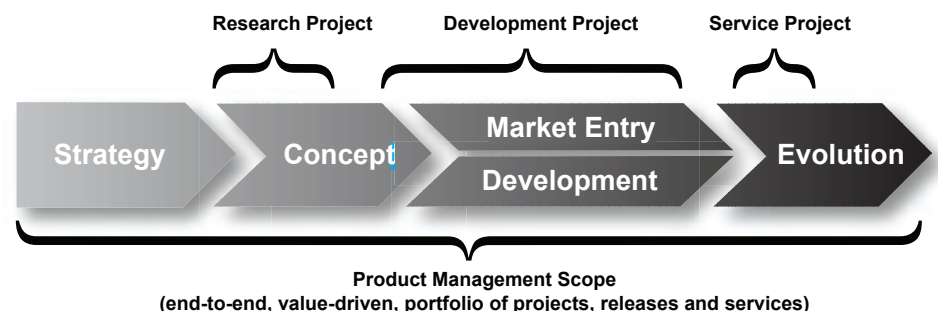 Research Project
Development Project
Service Project
Strategy
Concept
Market Entry
Development
Evolution
Product Management Scope
(end-to-end, value-driven, portfolio of projects, releases and services)